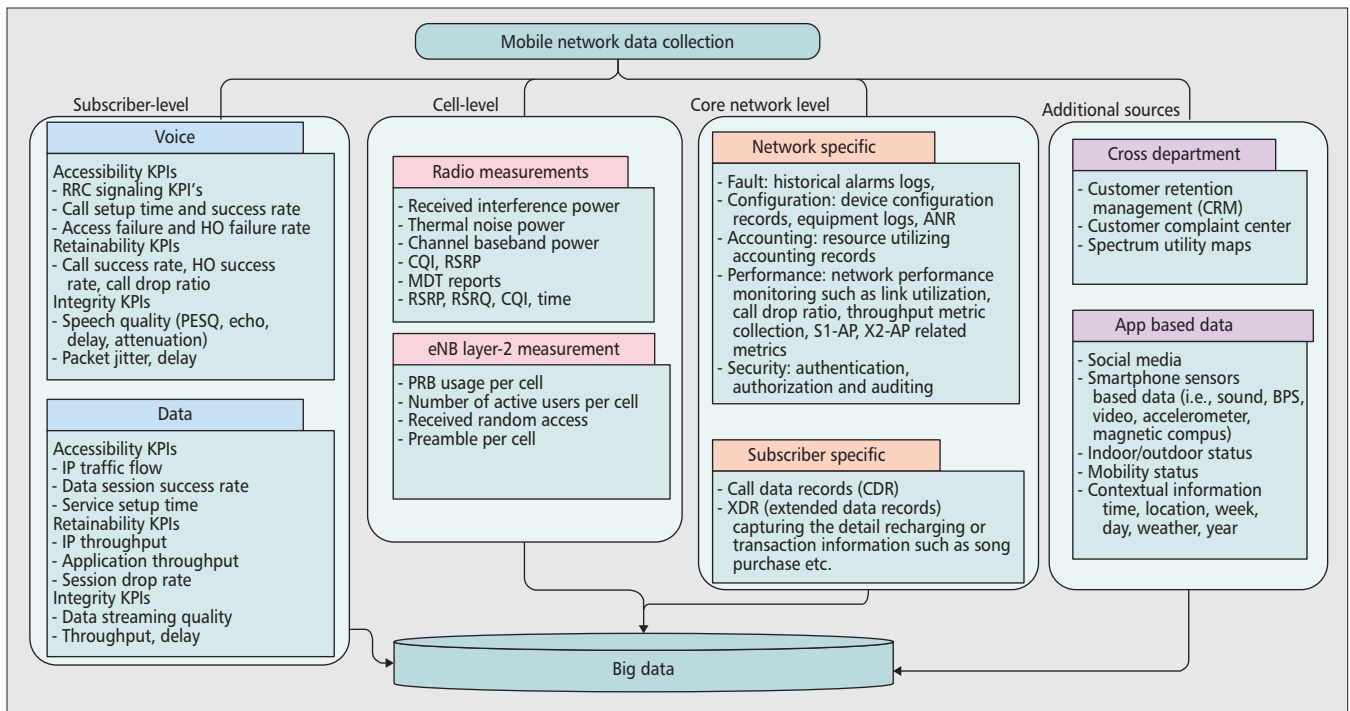 Mobile network data collection
Subscriber-level
Voice
Accessibility KPIs
- RRC signaling KPI's
- Call setup time and success rate
- Access failure and HO failure rate
Retainability KPIs
- Call success rate, HO success
rate, call drop ratio
Integrity KPIs
- Speech quality (PESQ, echo,
delay, attenuation)
- Packet jitter, delay
Data
Accessibility KPIs
- IP traffic flow
- Data session success rate
- Service setup time
Retainability KPIs
- IP throughput
- Application throughput
- Session drop rate
Integrity KPIs
- Data streaming quality
- Throughput, delay
Cell-level
Radio measurements
- Received interference power
- Thermal noise power
- Channel baseband power
- CQI, RSRP
- MDT reports
- RSRP, RSRQ, CQI, time
eNB layer-2 measurement
- PRB usage per cell
- Number of active users per cell
- Received random access
- Preamble per cell
Core network level
Network specific
- Fault: historical alarms logs,
- Configuration: device configuration
records, equipment logs, ANR
- Accounting: resource utilizing
accounting records
- Performance: network performance
monitoring such as link utilization,
call drop ratio, throughput metric
collection, S1-AP, X2-AP related
metrics
- Security: authentication,
authorization and auditing
Subscriber specific
- Call data records (CDR)
- XDR (extended data records)
capturing the detail recharging or
transaction information such as song
purchase etc.
Additional sources
Cross department
- Customer retention
management (CRM)
- Customer complaint center
- Spectrum utility maps
App based data
- Social media
- Smartphone sensors
based data (i.e., sound, BPS,
video, accelerometer,
magnetic compus)
- Indoor/outdoor status
- Mobility status
- Contextual information
time, location, week,
day, weather, year
Big data